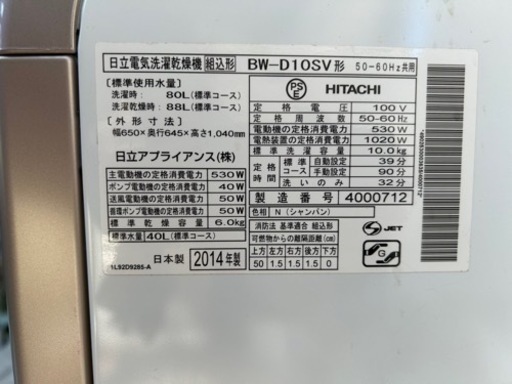 日立電気洗濯乾燥機 組込形 BW-D10SV形 50-60Hz共用
[標準使用水量]
洗濯時: 80L(標準コース)
洗濯乾燥時: 88L(標準コース)
[外形寸法]
幅650×奥行645×高さ1,040mm
日立アプライアンス(株)
主電動機の定格消費電力 530W
ポンプ電動機の定格消費電力 40W
送風電動機の定格消費電力 50W
循環ポンプ電動機の定格消費電力 50W
標準乾燥容量 6.0kg
標準水量 40L(標準コース)
日本製 2014年製
1L92D9285-A
PS E HITACHI
定格電圧 100V
定格周波数 50-60Hz
電動機の定格消費電力 530W
電熱装置の定格消費電力 1020W
標準洗濯容量 10.0kg
定格時間 標準コース 自動設定 39分
手動設定 90分
洗いのみ 32分
製造番号 4000712
色相 N(シャンパン)
消防法 基準適合 組込形
可燃物からの離隔距離(cm)
上方 左方 右方 前方 後方 下方
50 1.5 1.5 1.5 1.5 0
S JET
G